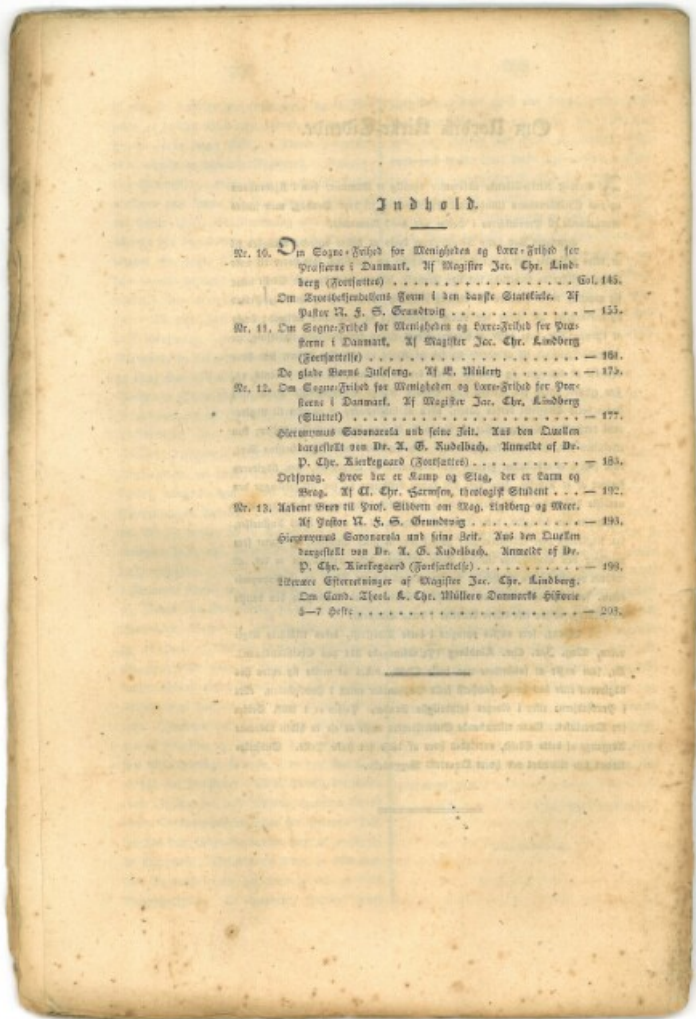 Indhold.
Nr. 10. Om Sogne-Frihed for Menigheden og Lære-Frihed for
Præsterne i Danmark. Af Magister Jac. Chr. Lind-
berg (Fortsættes) . . . . . . . . . . . . . . . . . . Col. 145.
Om Troesbekjendelsens Form i den danske Statskirke. Af
Pastor N. F. S. Grundtvig . . . . . . . . . . . — 155.
Nr. 11. Om Sogne-Frihed for Menigheden og Lære-Frihed for Præ-
sterne i Danmark. Af Magister Jac. Chr. Lindberg
(Fortsættelse) . . . . . . . . . . . . . . . . . . . — 161.
De glade Børns Julesang. Af Mülertz . . . . . . — 175.
Nr. 12. Om Sogne-Frihed for Menigheden og Lære-Frihed for Præ-
sterne i Danmark. Af Magister Jac. Chr. Lindberg
(Sluttet) . . . . . . . . . . . . . . . . . . . . . — 177.
Hieronymus Savonarola und seine Zeit. Aus den Quellen
dargestellt von Dr. A. G. Rudelbach. Anmeldt af Dr.
P. Chr. Kierkegaard (Fortsættes) . . . . . . . . . — 183.
Ordsprog. Hvor der er Kamp og Slag, der er Larm og
Brag. Af Cl. Chr. Harmsen, theologisk Student . . . — 192.
Nr. 13. Aabent Brev til Prof. Sibbern om Mag. Lindberg og Meer.
Af Pastor N. F. S. Grundtvig . . . . . . . . . . . — 193.
Hieronymus Savonarola und seine Zeit. Aus den Quellen
dargestellt von Dr. A. G. Rudelbach. Anmeldt af Dr.
P. Chr. Kierkegaard (Fortsættelse) . . . . . . . . — 198.
Literære Efterretninger af Magister Jac. Chr. Lindberg.
Om Cand. Theol. K. Chr. Müllers Danmarks Historie
5—7 Hefte . . . . . . . . . . . . . . . . . . . . . — 203.